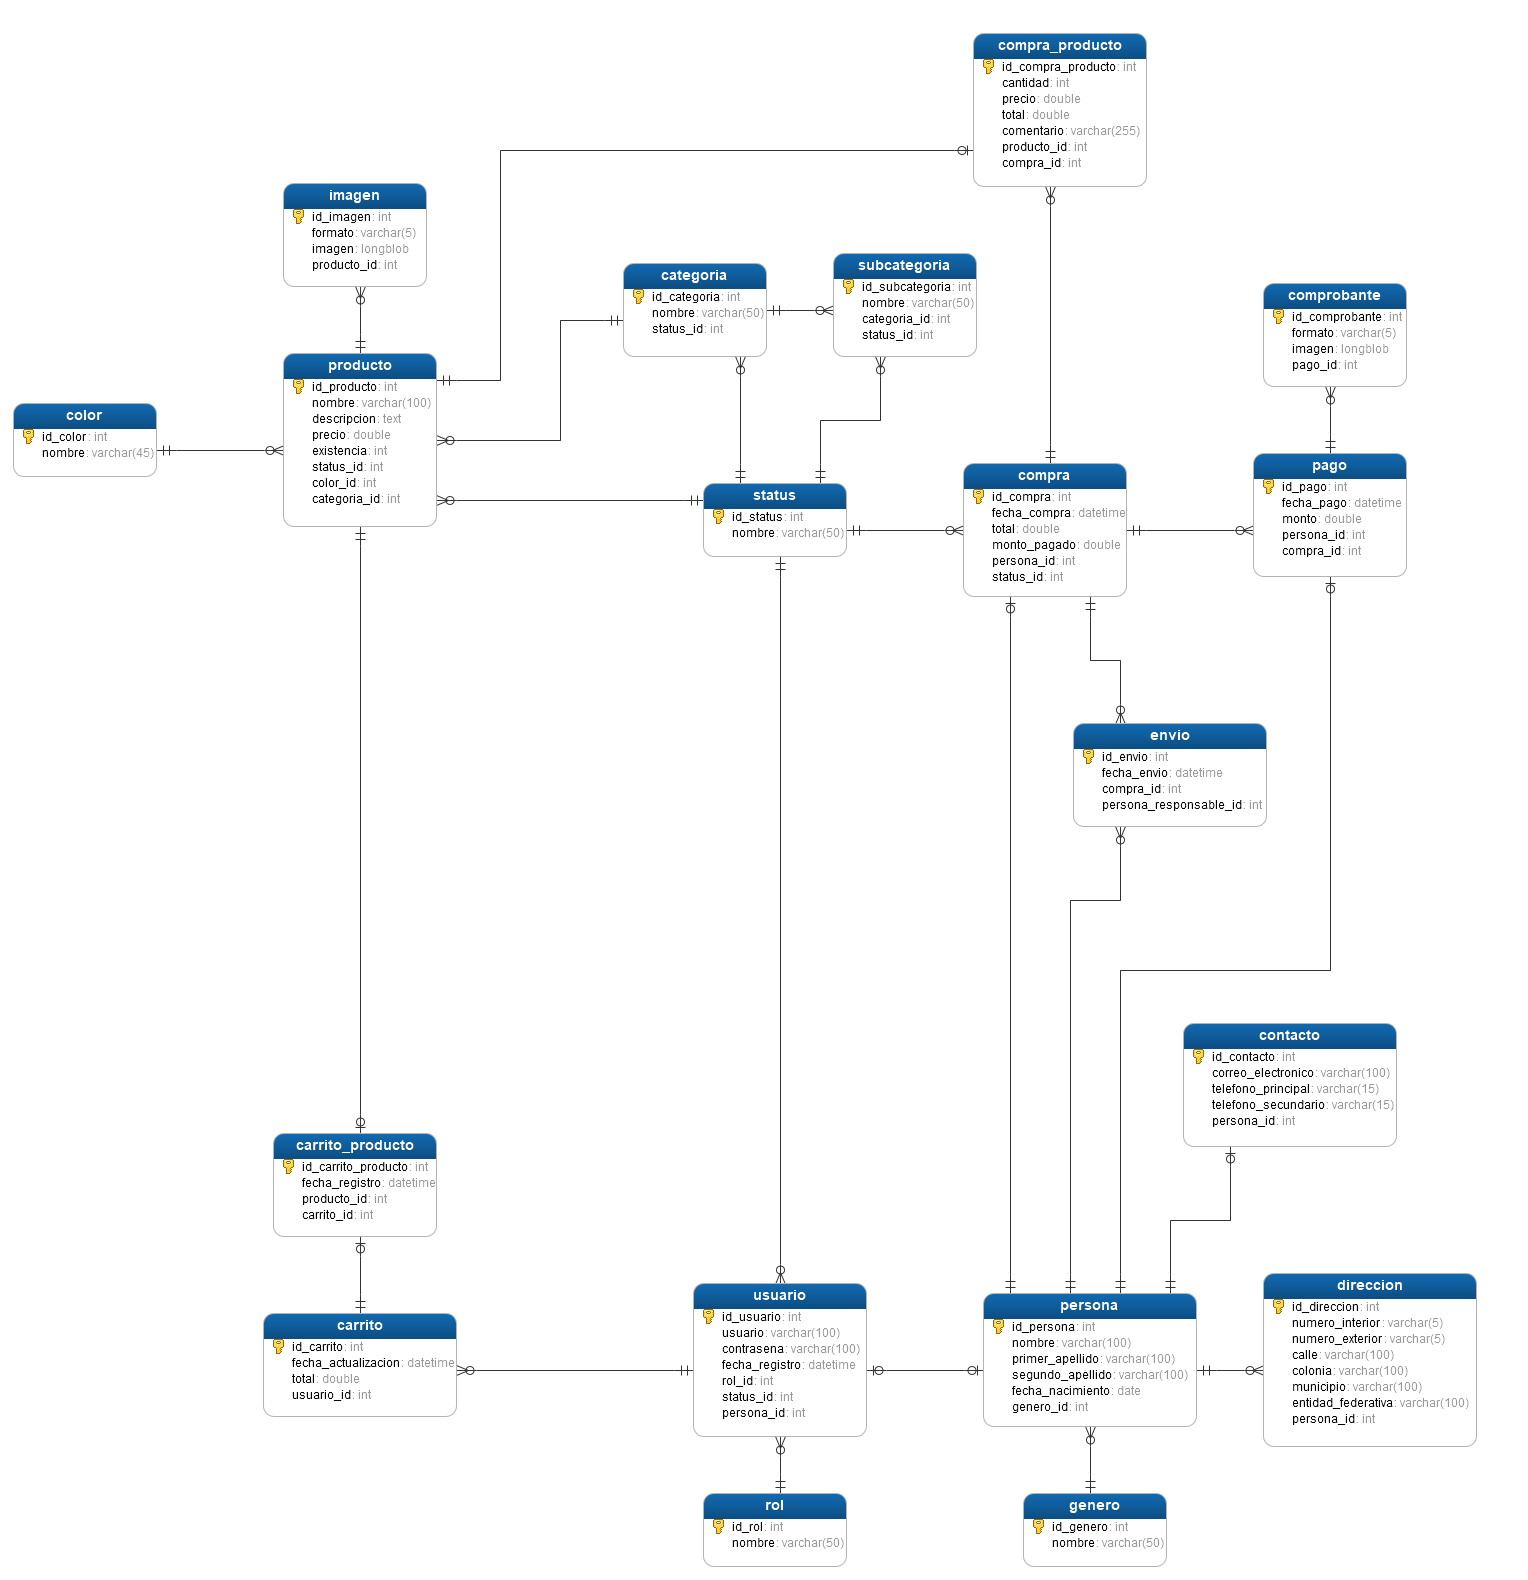 compra_producto
id_compra_producto: int
cantidad: int
precio: double
total: double
comentario: varchar(255)
producto_id: int
compra_id: int
imagen
id_imagen: int
formato: varchar(5)
imagen: longblob
producto_id: int
categoria
id_categoria: int
nombre: varchar(50)
status_id: int
subcategoria
id_subcategoria: int
nombre: varchar(50)
categoria_id: int
status_id: int
comprobante
id_comprobante: int
formato: varchar(5)
imagen: longblob
pago_id: int
producto
id_producto: int
nombre: varchar(100)
descripcion: text
precio: double
existencia: int
status_id: int
color_id: int
categoria_id: int
color
id_color: int
nombre: varchar(45)
status
id_status: int
nombre: varchar(50)
compra
id_compra: int
fecha_compra: datetime
total: double
monto_pagado: double
persona_id: int
status_id: int
pago
id_pago: int
fecha_pago: datetime
monto: double
persona_id: int
compra_id: int
envio
id_envio: int
fecha_envio: datetime
compra_id: int
persona_responsable_id: int
contacto
id_contacto: int
correo_electronico: varchar(100)
telefono_principal: varchar(15)
telefono_secundario: varchar(15)
persona_id: int
carrito_producto
id_carrito_producto: int
fecha_registro: datetime
producto_id: int
carrito_id: int
carrito
id_carrito: int
fecha_actualizacion: datetime
total: double
usuario_id: int
usuario
id_usuario: int
usuario: varchar(100)
contrasena: varchar(100)
fecha_registro: datetime
rol_id: int
status_id: int
persona_id: int
persona
id_persona: int
nombre: varchar(100)
primer_apellido: varchar(100)
segundo_apellido: varchar(100)
fecha_nacimiento: date
genero_id: int
direccion
id_direccion: int
numero_interior: varchar(5)
numero_exterior: varchar(5)
calle: varchar(100)
colonia: varchar(100)
municipio: varchar(100)
entidad_federativa: varchar(100)
persona_id: int
rol
id_rol: int
nombre: varchar(50)
genero
id_genero: int
nombre: varchar(50)